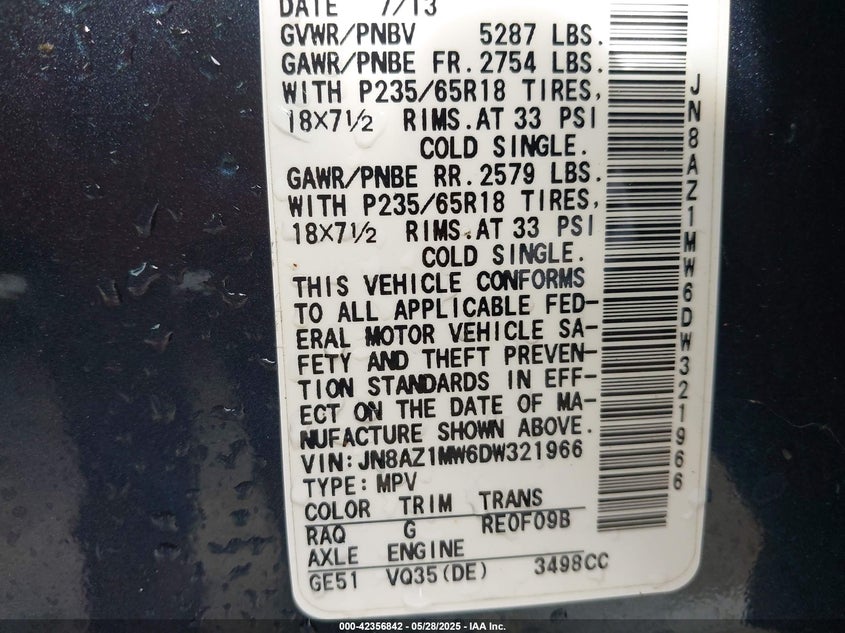 DATE 7/13
GVWR/PNBV 5287 LBS.
GAWR/PNBE FR. 2754 LBS.
WITH P235/65R18 TIRES,
18X7½ RIMS. AT 33 PSI
COLD SINGLE.
GAWR/PNBE RR. 2579 LBS.
WITH P235/65R18 TIRES,
18X7½ RIMS. AT 33 PSI
COLD SINGLE.
THIS VEHICLE CONFORMS
TO ALL APPLICABLE FED-
ERAL MOTOR VEHICLE SA-
FETY AND THEFT PREVEN-
TION STANDARDS IN EFF-
ECT ON THE DATE OF MA-
NUFACTURE SHOWN ABOVE.
VIN: JN8AZ1MW6DW321966
TYPE: MPV
COLOR TRIM TRANS
RAQ G RE0F09B
AXLE ENGINE
GE51 VQ35(DE) 3498CC
JN8AZ1MW6DW321966
000-42356842 / 05/28/2025 - IAA Inc.